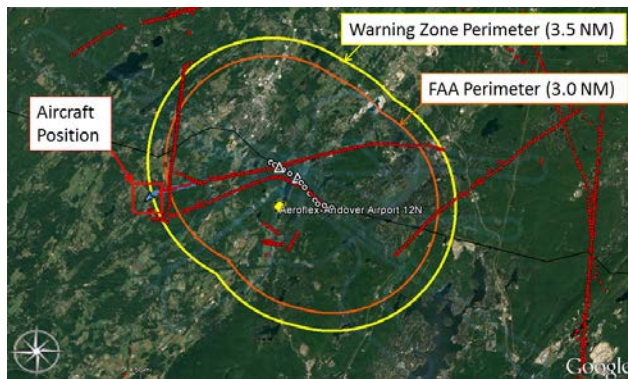 Warning Zone Perimeter (3.5 NM)
FAA Perimeter (3.0 NM)
Aircraft
Position
Aeroflex-Andover Airport 12N
Google